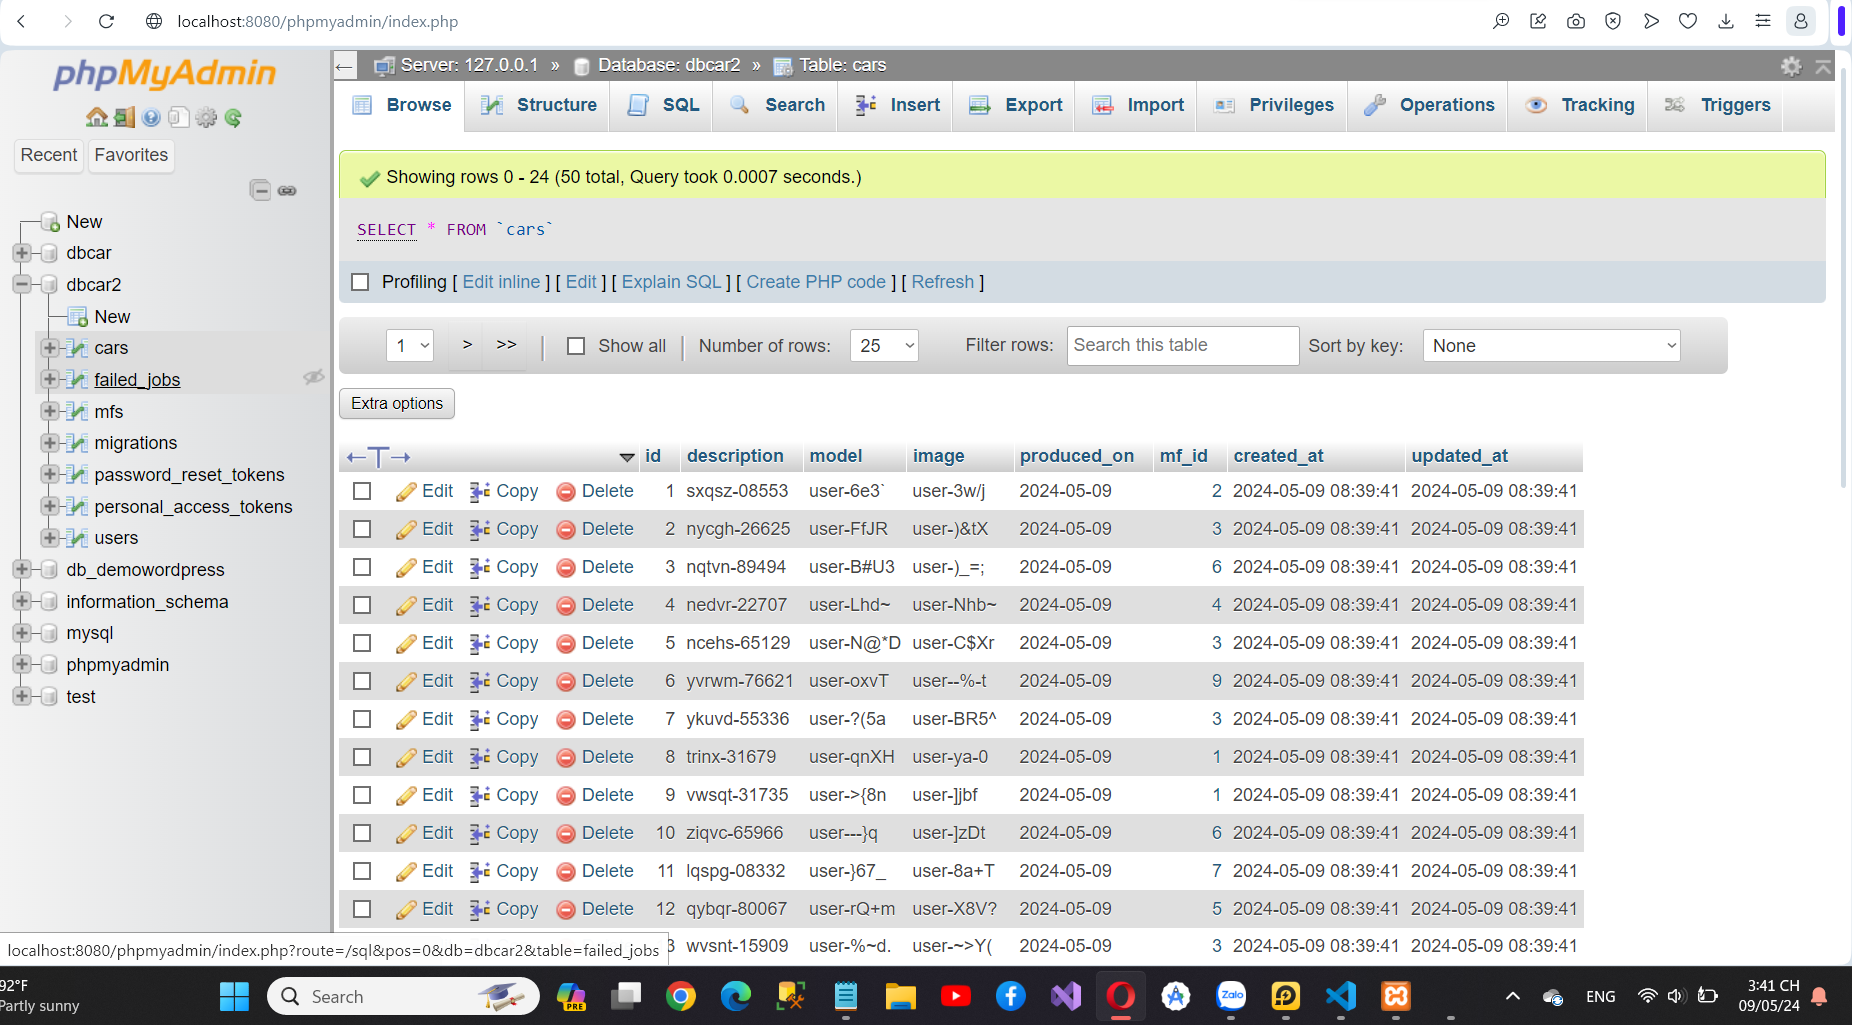 localhost:8080/phpmyadmin/index.php
phpMyAdmin
Recent Favorites
New
dbcar
dbcar2
New
cars
failed_jobs
mfs
migrations
password_reset_tokens
personal_access_tokens
users
db_demowordpress
information_schema
mysql
phpmyadmin
test
Server: 127.0.0.1 » Database: dbcar2 » Table: cars
Browse Structure SQL Search Insert Export Import Privileges Operations Tracking Triggers
Showing rows 0 - 24 (50 total, Query took 0.0007 seconds.)
SELECT * FROM `cars`
Profiling [ Edit inline ] [ Edit ] [ Explain SQL ] [ Create PHP code ] [ Refresh ]
1 > >> | Show all | Number of rows: 25 Filter rows: Search this table Sort by key: None
Extra options
←T→ id description model image produced_on mf_id created_at updated_at
Edit Copy Delete 1 sxqsz-08553 user-6e3` user-3w/j 2024-05-09 2 2024-05-09 08:39:41 2024-05-09 08:39:41
Edit Copy Delete 2 nycgh-26625 user-FfJR user-)&tX 2024-05-09 3 2024-05-09 08:39:41 2024-05-09 08:39:41
Edit Copy Delete 3 nqtvn-89494 user-B#U3 user-)_=; 2024-05-09 6 2024-05-09 08:39:41 2024-05-09 08:39:41
Edit Copy Delete 4 nedvr-22707 user-Lhd~ user-Nhb~ 2024-05-09 4 2024-05-09 08:39:41 2024-05-09 08:39:41
Edit Copy Delete 5 ncehs-65129 user-N@*D user-C$Xr 2024-05-09 3 2024-05-09 08:39:41 2024-05-09 08:39:41
Edit Copy Delete 6 yvrwm-76621 user-oxvT user--%-t 2024-05-09 9 2024-05-09 08:39:41 2024-05-09 08:39:41
Edit Copy Delete 7 ykuvd-55336 user-?(5a user-BR5^ 2024-05-09 3 2024-05-09 08:39:41 2024-05-09 08:39:41
Edit Copy Delete 8 trinx-31679 user-qnXH user-ya-0 2024-05-09 1 2024-05-09 08:39:41 2024-05-09 08:39:41
Edit Copy Delete 9 vwsqt-31735 user->{8n user-]jbf 2024-05-09 1 2024-05-09 08:39:41 2024-05-09 08:39:41
Edit Copy Delete 10 ziqvc-65966 user---}q user-]zDt 2024-05-09 6 2024-05-09 08:39:41 2024-05-09 08:39:41
Edit Copy Delete 11 lqspg-08332 user-}67_ user-8a+T 2024-05-09 7 2024-05-09 08:39:41 2024-05-09 08:39:41
Edit Copy Delete 12 qybqr-80067 user-rQ+m user-X8V? 2024-05-09 5 2024-05-09 08:39:41 2024-05-09 08:39:41
3 wvsnt-15909 user-%~d. user-~>Y( 2024-05-09 3 2024-05-09 08:39:41 2024-05-09 08:39:41
localhost:8080/phpmyadmin/index.php?route=/sql&pos=0&db=dbcar2&table=failed_jobs
92°F
Partly sunny
Search
PRE
Zalo
ENG
3:41 CH
09/05/24